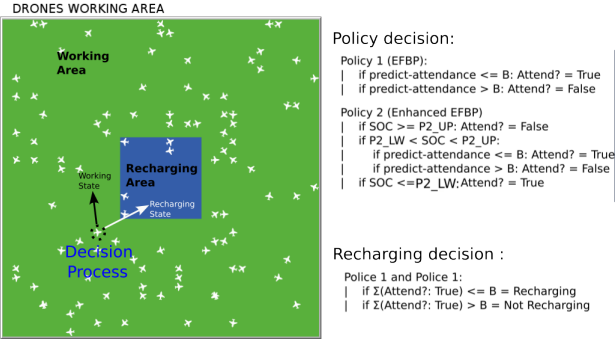 DRONES WORKING AREA
Working
Area
Recharging
Area
Working
State
Recharging
State
Decision
Process
Policy decision:
Policy 1 (EFBP):
| if predict-attendance <= B: Attend? = True
| if predict-attendance > B: Attend? = False
Policy 2 (Enhanced EFBP)
| if SOC >= P2_UP: Attend? = False
| if P2_LW < SOC < P2_UP:
| if predict-attendance <= B: Attend? = True
| if predict-attendance > B: Attend? = False
| if SOC <=P2_LW: Attend? = True
Recharging decision :
Police 1 and Police 1:
| if Σ(Attend?: True) <= B = Recharging
| if Σ(Attend?: True) > B = Not Recharging